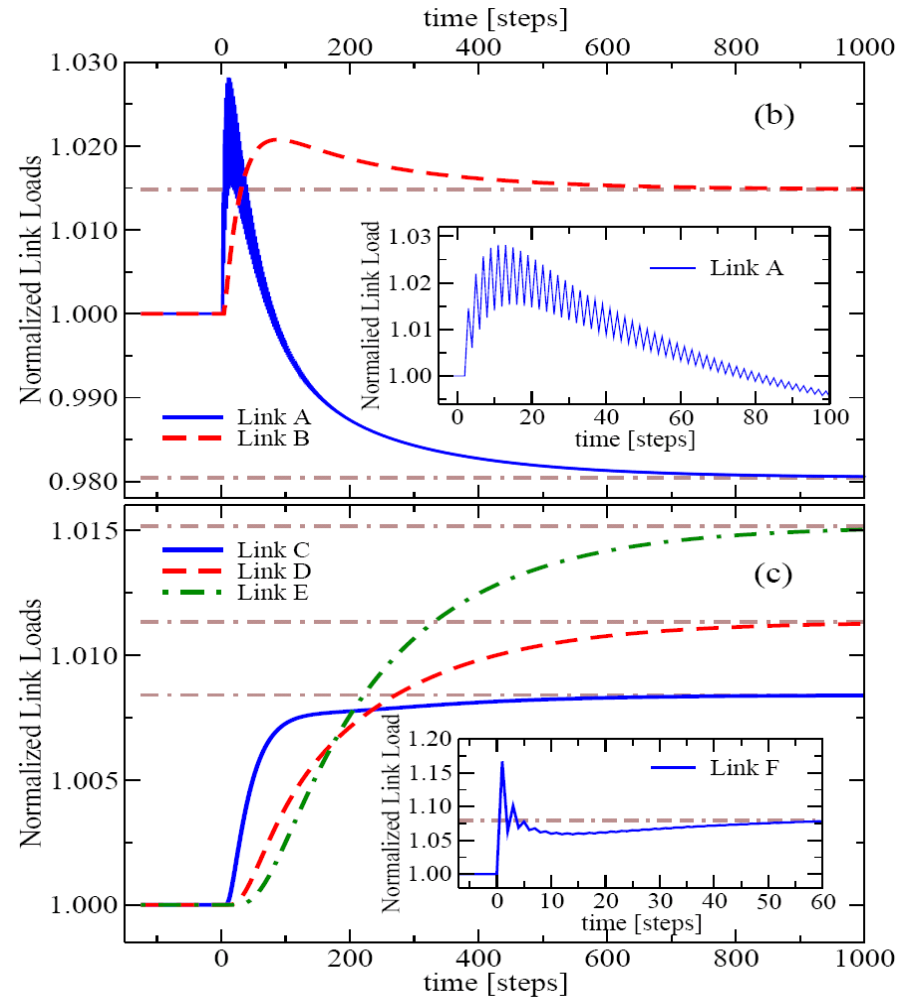 time [steps]
0 200 400 600 800 1000
1.030
1.020
1.010
1.000
0.990
0.980
Normalized Link Loads
(b)
Link A
Link B
1.03
1.02
1.01
1.00
Normalied Link Load
Link A
0 20 40 60 80 100
time [steps]
1.015
1.010
1.005
1.000
Normalized Link Loads
Link C
Link D
Link E
(c)
1.20
1.15
1.10
1.05
1.00
Normalized Link Load
Link F
0 10 20 30 40 50 60
time [steps]
0 200 400 600 800 1000
time [steps]